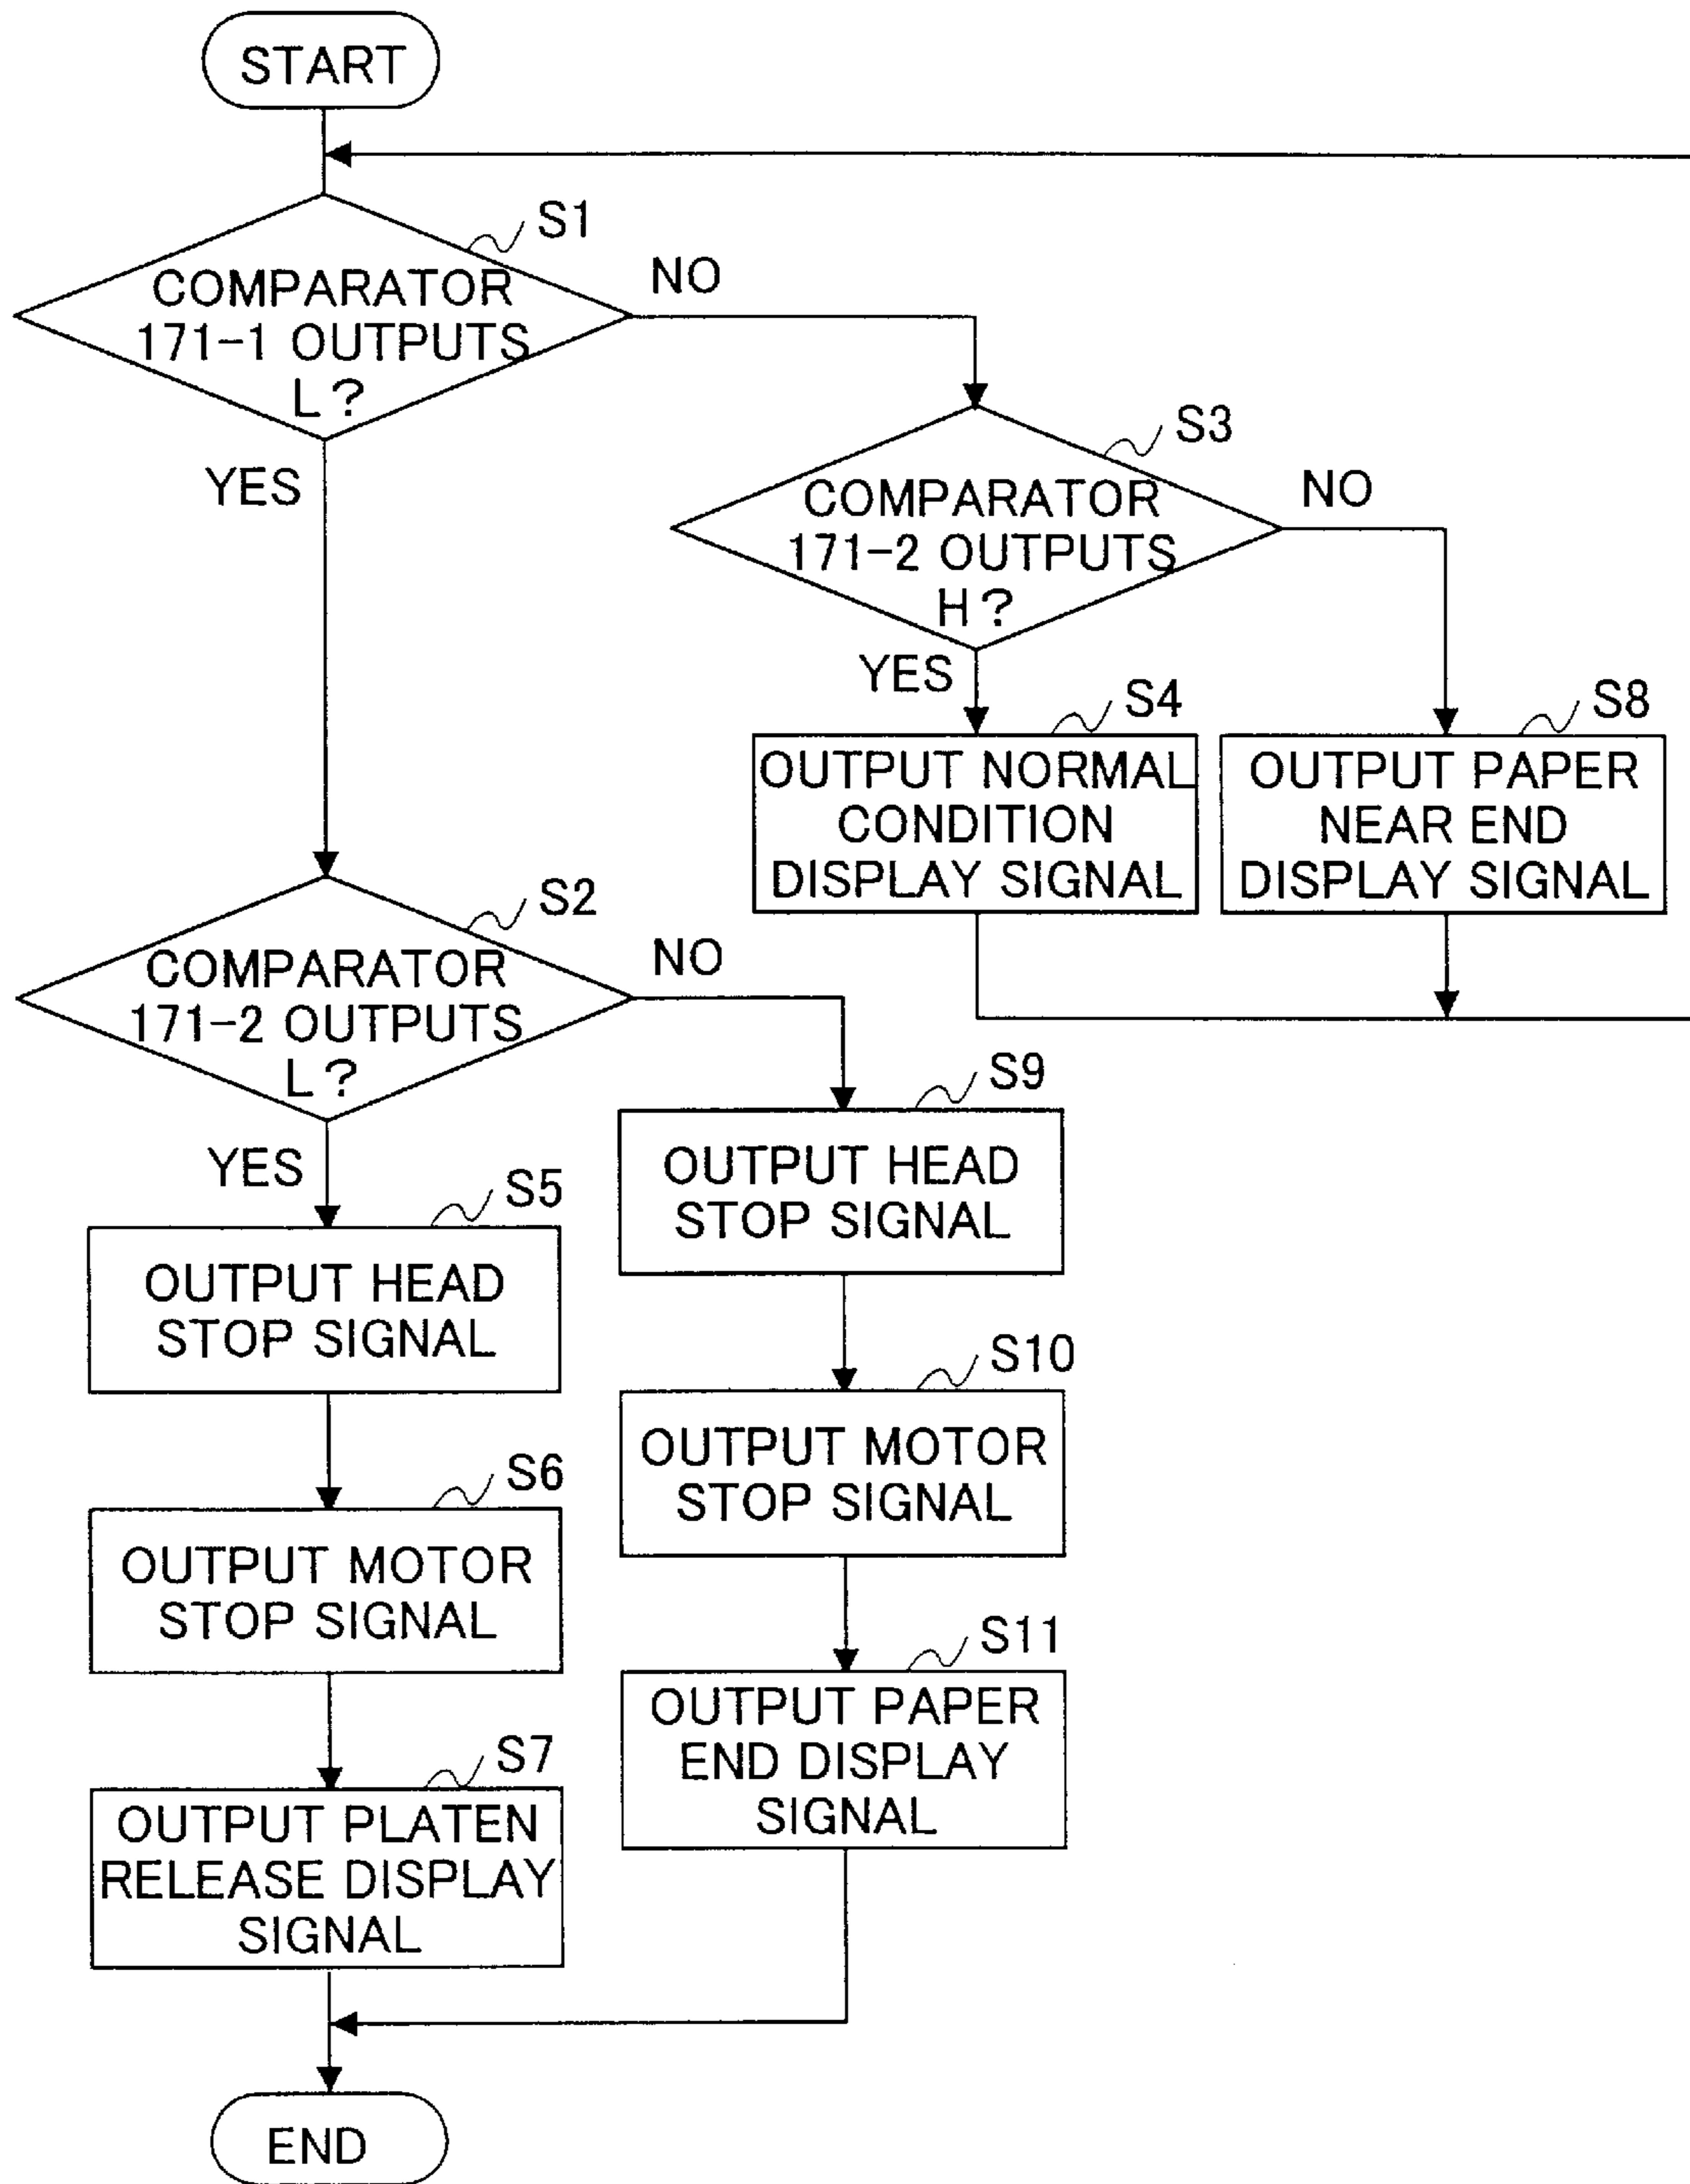 START
S1
COMPARATOR
171-1 OUTPUTS
L?
NO
YES
S3
COMPARATOR
171-2 OUTPUTS
H?
NO
YES
S4
OUTPUT NORMAL
CONDITION
DISPLAY SIGNAL
S8
OUTPUT PAPER
NEAR END
DISPLAY SIGNAL
S2
COMPARATOR
171-2 OUTPUTS
L?
NO
YES
S5
OUTPUT HEAD
STOP SIGNAL
S6
OUTPUT MOTOR
STOP SIGNAL
S7
OUTPUT PLATEN
RELEASE DISPLAY
SIGNAL
S9
OUTPUT HEAD
STOP SIGNAL
S10
OUTPUT MOTOR
STOP SIGNAL
S11
OUTPUT PAPER
END DISPLAY
SIGNAL
END